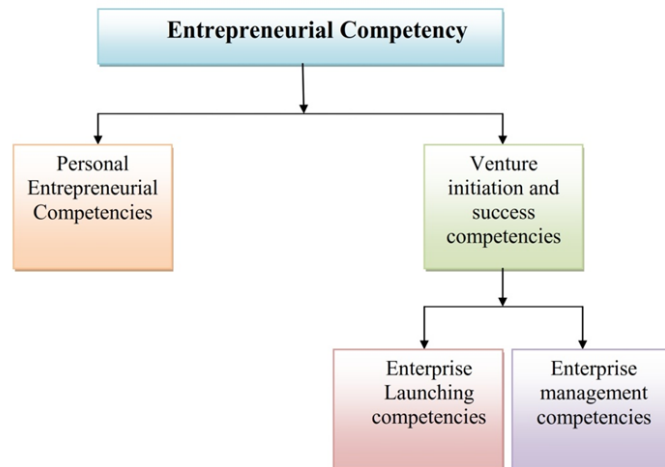 Entrepreneurial Competency
Personal
Entrepreneurial
Competencies
Venture
initiation and
success
competencies
Enterprise
Launching
competencies
Enterprise
management
competencies